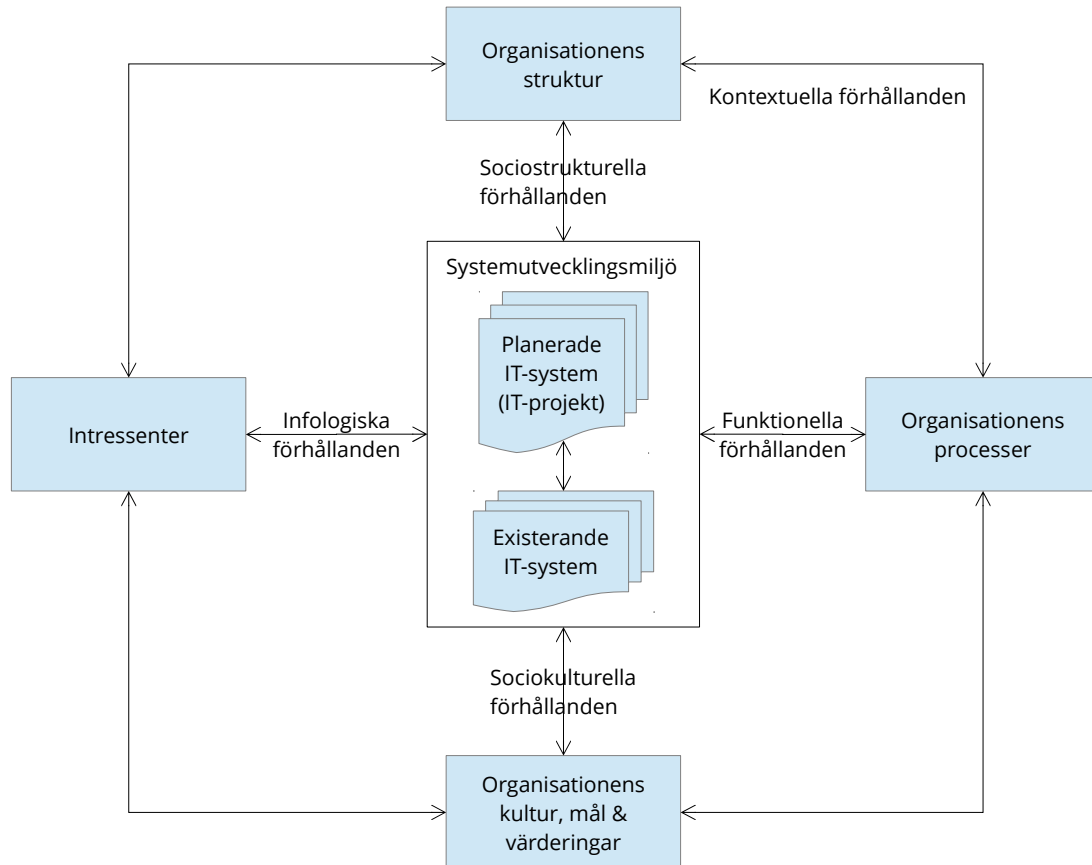 Organisationens
struktur
Kontextuella förhållanden
Sociostrukturella
förhållanden
Systemutvecklingsmiljö
Planerade
IT-system
(IT-projekt)
Intressenter
Infologiska
förhållanden
Funktionella
förhållanden
Organisationens
processer
Existerande
IT-system
Sociokulturella
förhållanden
Organisationens
kultur, mål &
värderingar